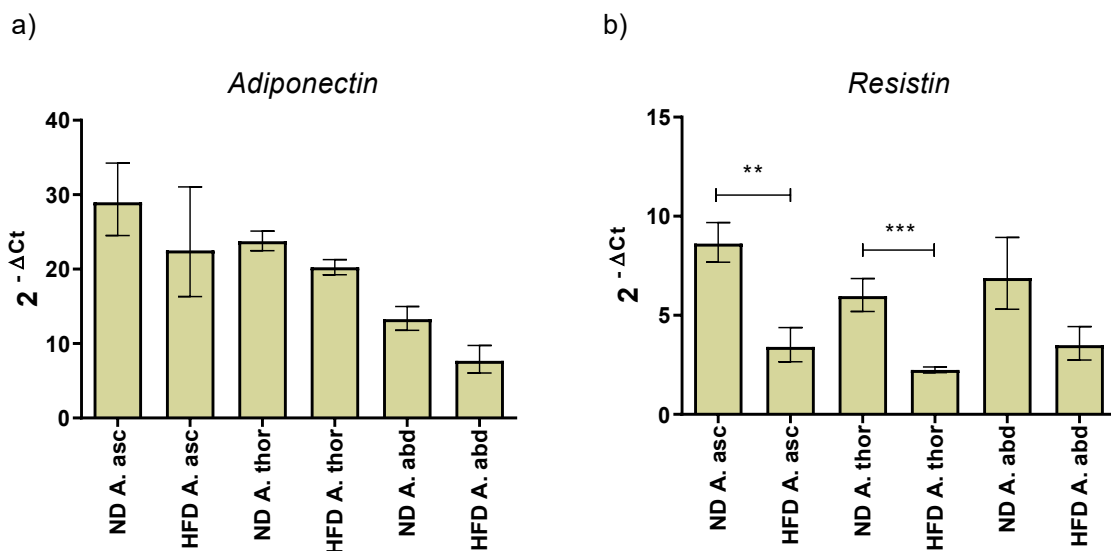 a)
Adiponectin
2 - ΔCt
40
30
20
10
0
ND A. asc
HFD A. asc
ND A. thor
HFD A. thor
ND A. abd
HFD A. abd
b)
Resistin
2 - ΔCt
15
10
5
0
**
***
ND A. asc
HFD A. asc
ND A. thor
HFD A. thor
ND A. abd
HFD A. abd